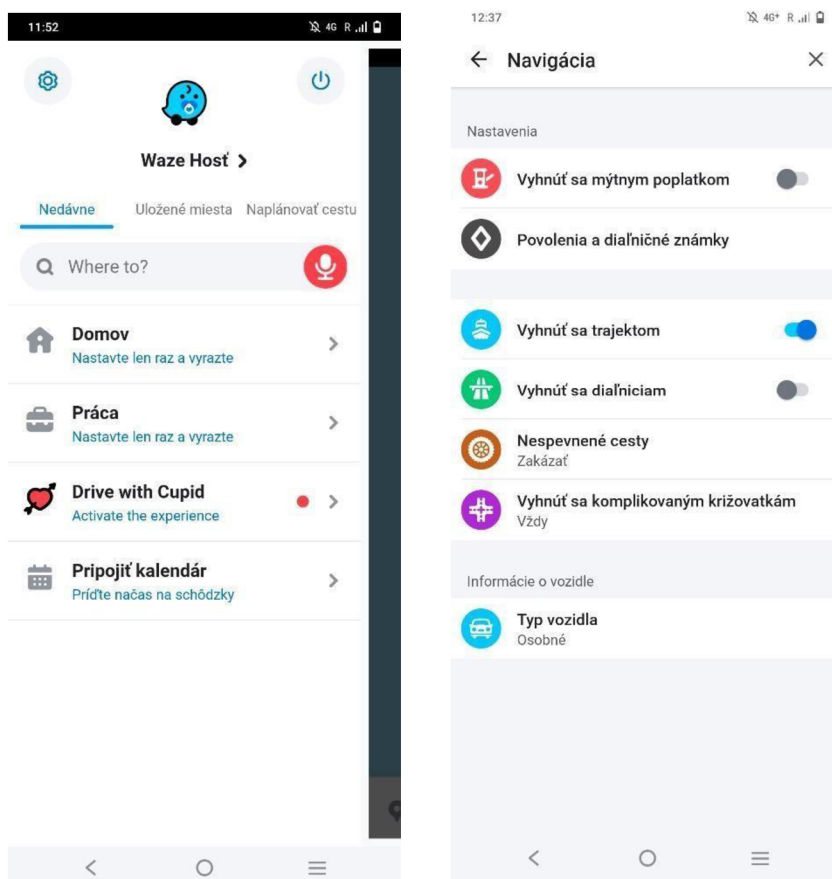 11:52
4G R
Waze Hosť
Nedávne Uložené miesta Naplánovať cestu
Where to?
Domov
Nastavte len raz a vyrazte
Práca
Nastavte len raz a vyrazte
Drive with Cupid
Activate the experience
Pripojiť kalendár
Príďte načas na schôdzky
12:37
4G+ R
Navigácia
Nastavenia
Vyhnúť sa mýtnym poplatkom
Povolenia a diaľničné známky
Vyhnúť sa trajektom
Vyhnúť sa diaľniciam
Nespevnené cesty
Zakázať
Vyhnúť sa komplikovaným križovatkám
Vždy
Informácie o vozidle
Typ vozidla
Osobné